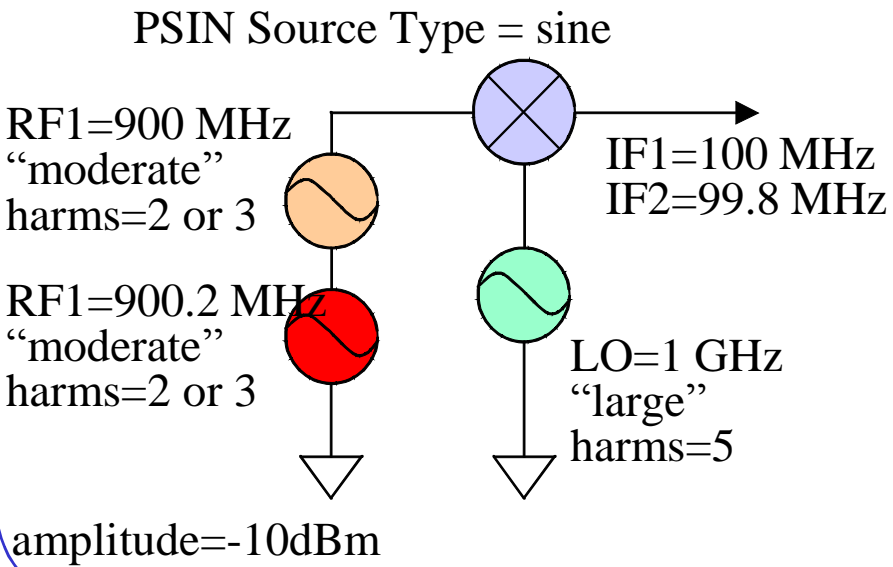 PSIN Source Type = sine
RF1=900 MHz
“moderate”
harms=2 or 3
IF1=100 MHz
IF2=99.8 MHz
RF1=900.2 MHz
“moderate”
harms=2 or 3
LO=1 GHz
“large”
harms=5
amplitude=-10dBm